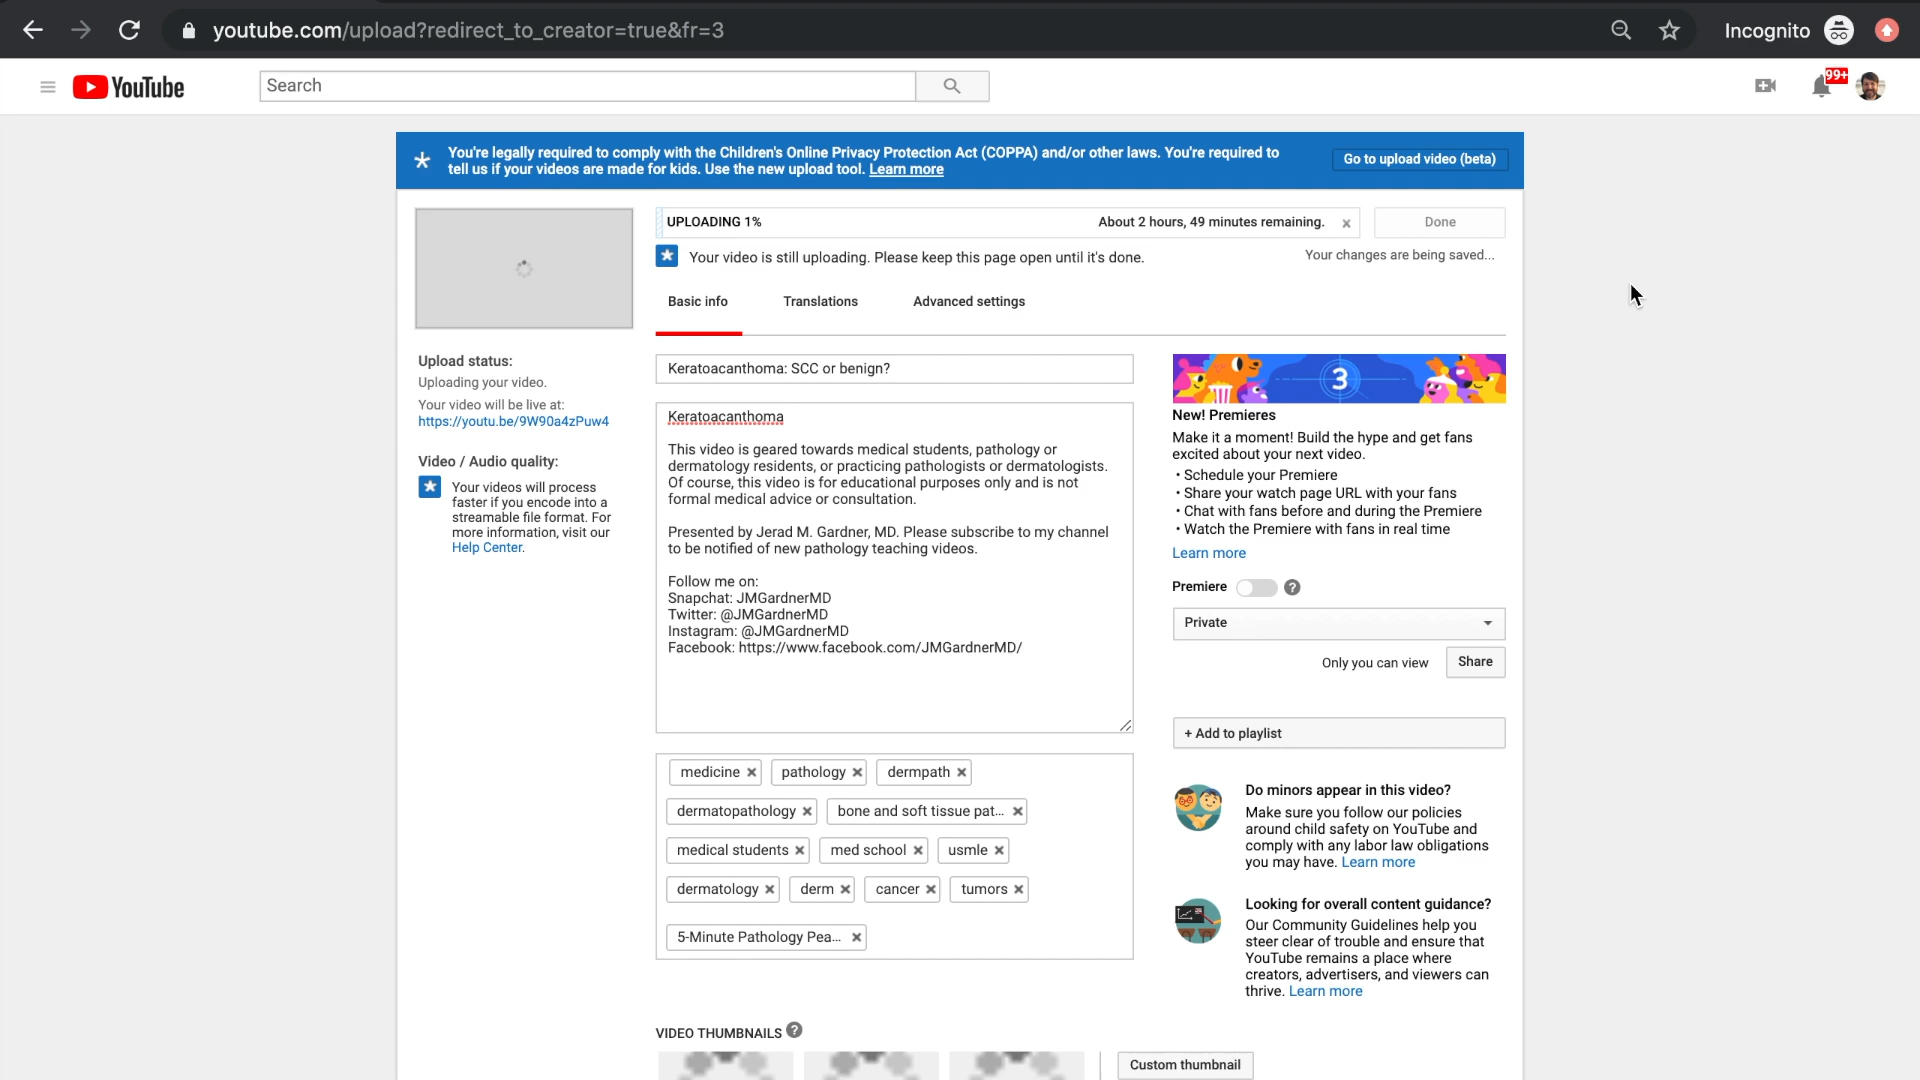 youtube.com/upload?redirect_to_creator=true&fr=3
Incognito
YouTube
Search
99+
You're legally required to comply with the Children's Online Privacy Protection Act (COPPA) and/or other laws. You're required to
tell us if your videos are made for kids. Use the new upload tool. Learn more
Go to upload video (beta)
UPLOADING 1%
About 2 hours, 49 minutes remaining.
Done
Your video is still uploading. Please keep this page open until it's done.
Your changes are being saved...
Basic info
Translations
Advanced settings
Upload status:
Uploading your video.
Your video will be live at:
https://youtu.be/9W90a4zPuw4
Video / Audio quality:
Your videos will process
faster if you encode into a
streamable file format. For
more information, visit our
Help Center.
Keratoacanthoma: SCC or benign?
Keratoacanthoma
This video is geared towards medical students, pathology or
dermatology residents, or practicing pathologists or dermatologists.
Of course, this video is for educational purposes only and is not
formal medical advice or consultation.
Presented by Jerad M. Gardner, MD. Please subscribe to my channel
to be notified of new pathology teaching videos.
Follow me on:
Snapchat: JMGardnerMD
Twitter: @JMGardnerMD
Instagram: @JMGardnerMD
Facebook: https://www.facebook.com/JMGardnerMD/
medicine
pathology
dermpath
dermatopathology
bone and soft tissue pat...
medical students
med school
usmle
dermatology
derm
cancer
tumors
5-Minute Pathology Pea...
VIDEO THUMBNAILS ?
Custom thumbnail
3
New! Premieres
Make it a moment! Build the hype and get fans
excited about your next video.
• Schedule your Premiere
• Share your watch page URL with your fans
• Chat with fans before and during the Premiere
• Watch the Premiere with fans in real time
Learn more
Premiere ?
Private
Only you can view
Share
+ Add to playlist
Do minors appear in this video?
Make sure you follow our policies
around child safety on YouTube and
comply with any labor law obligations
you may have. Learn more
Looking for overall content guidance?
Our Community Guidelines help you
steer clear of trouble and ensure that
YouTube remains a place where
creators, advertisers, and viewers can
thrive. Learn more